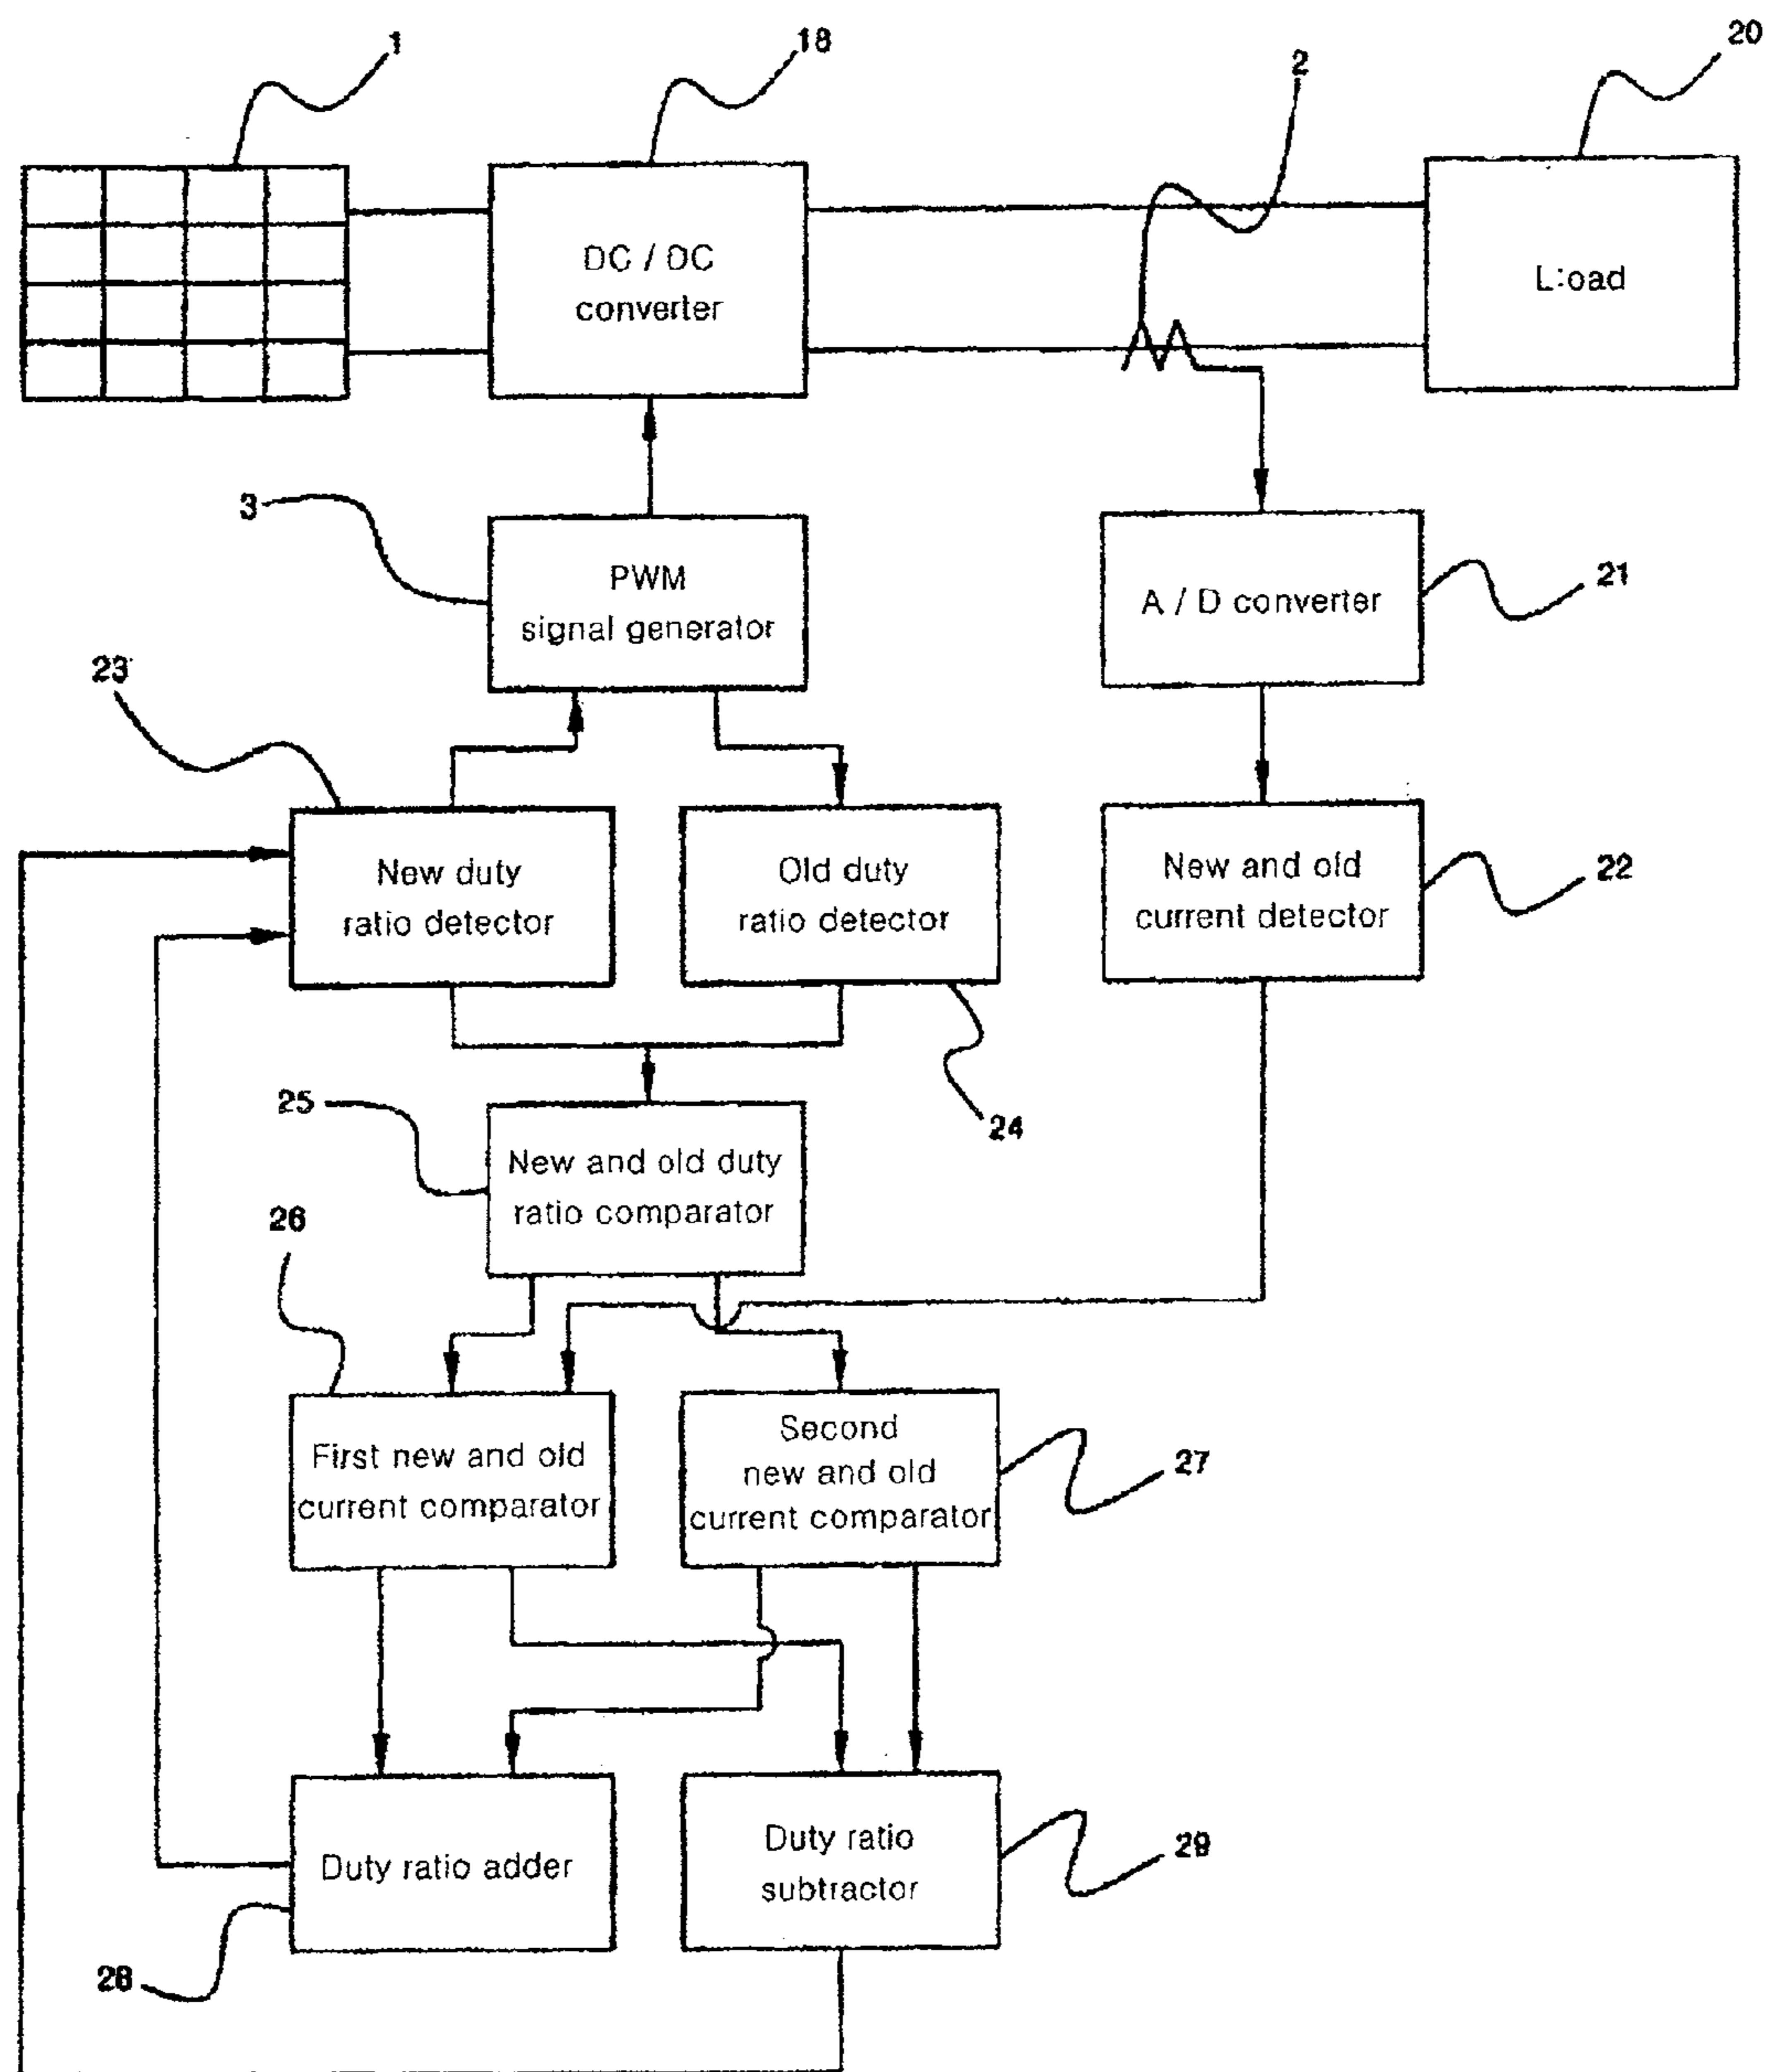 1
18
2
20
DC / DC
converter
L:oad
3
PWM
signal generator
A / D converter
21
23
New duty
ratio detector
Old duty
ratio detector
New and old
current detector
22
24
25
New and old duty
ratio comparator
26
First new and old
current comparator
Second
new and old
current comparator
27
Duty ratio adder
Duty ratio
subtractor
29
28